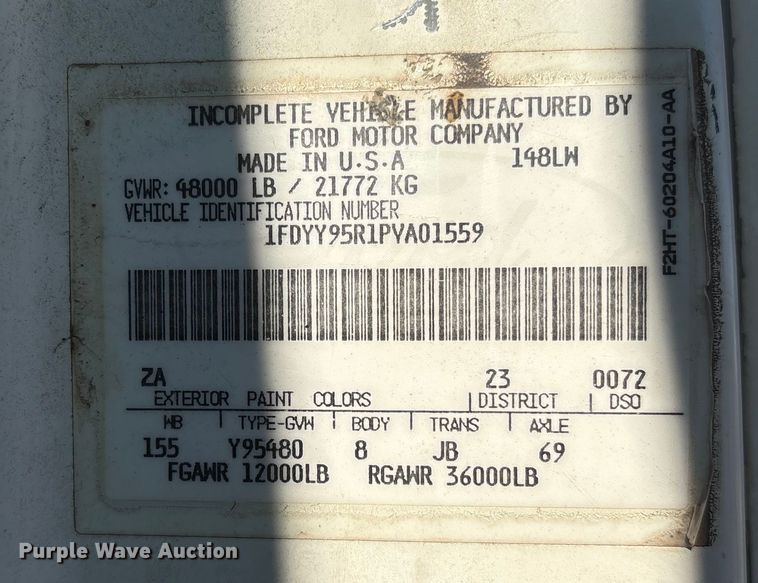 INCOMPLETE VEHICLE MANUFACTURED BY
FORD MOTOR COMPANY
MADE IN U.S.A 148LW
GVWR: 48000 LB / 21772 KG
VEHICLE IDENTIFICATION NUMBER
1FDYY95R1PVA01559
ZA 23 0072
EXTERIOR PAINT COLORS | DISTRICT | DSO
WB | TYPE-GVW | BODY | TRANS | AXLE
155 Y95480 8 JB 69
FGAWR 12000LB RGAWR 36000LB
F2HT-60204A10-AA
Purple Wave Auction